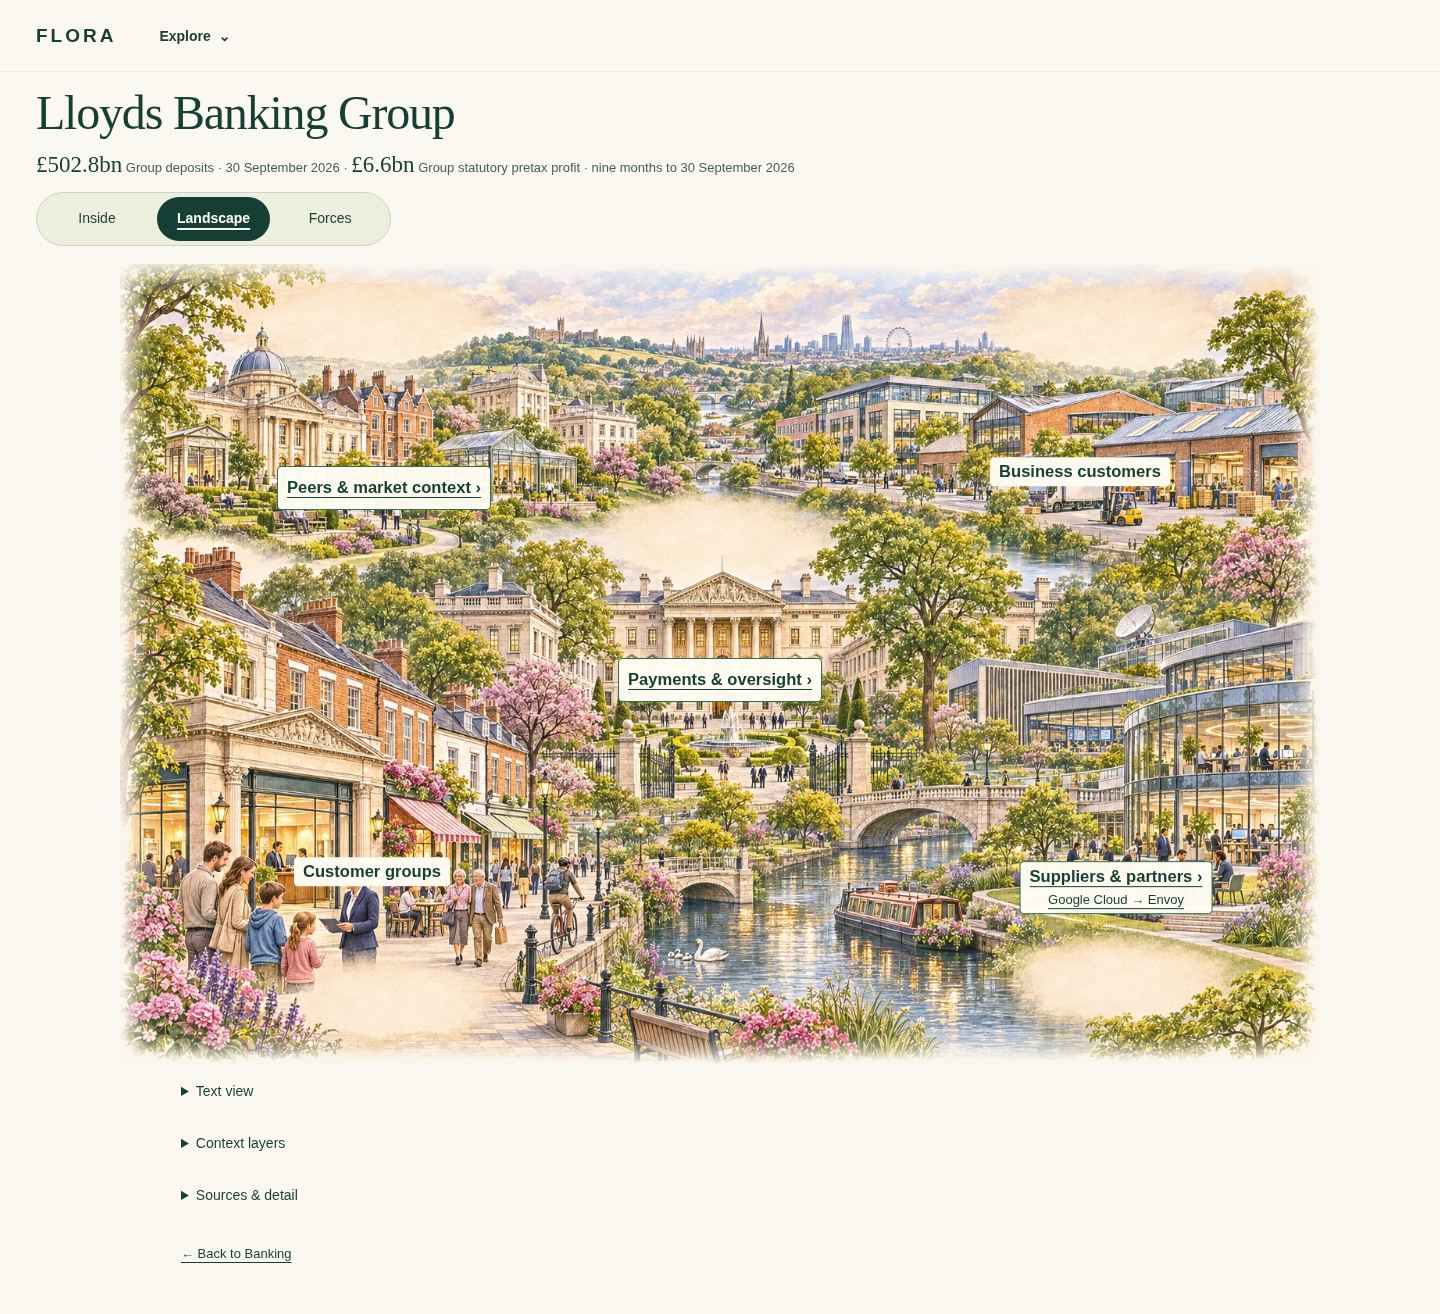 FLORA
Explore ⌄
Lloyds Banking Group
£502.8bn Group deposits · 30 September 2026 · £6.6bn Group statutory pretax profit · nine months to 30 September 2026
Inside
Landscape
Forces
Peers & market context ›
Business customers
Payments & oversight ›
Customer groups
Suppliers & partners ›
Google Cloud → Envoy
▶ Text view
▶ Context layers
▶ Sources & detail
← Back to Banking